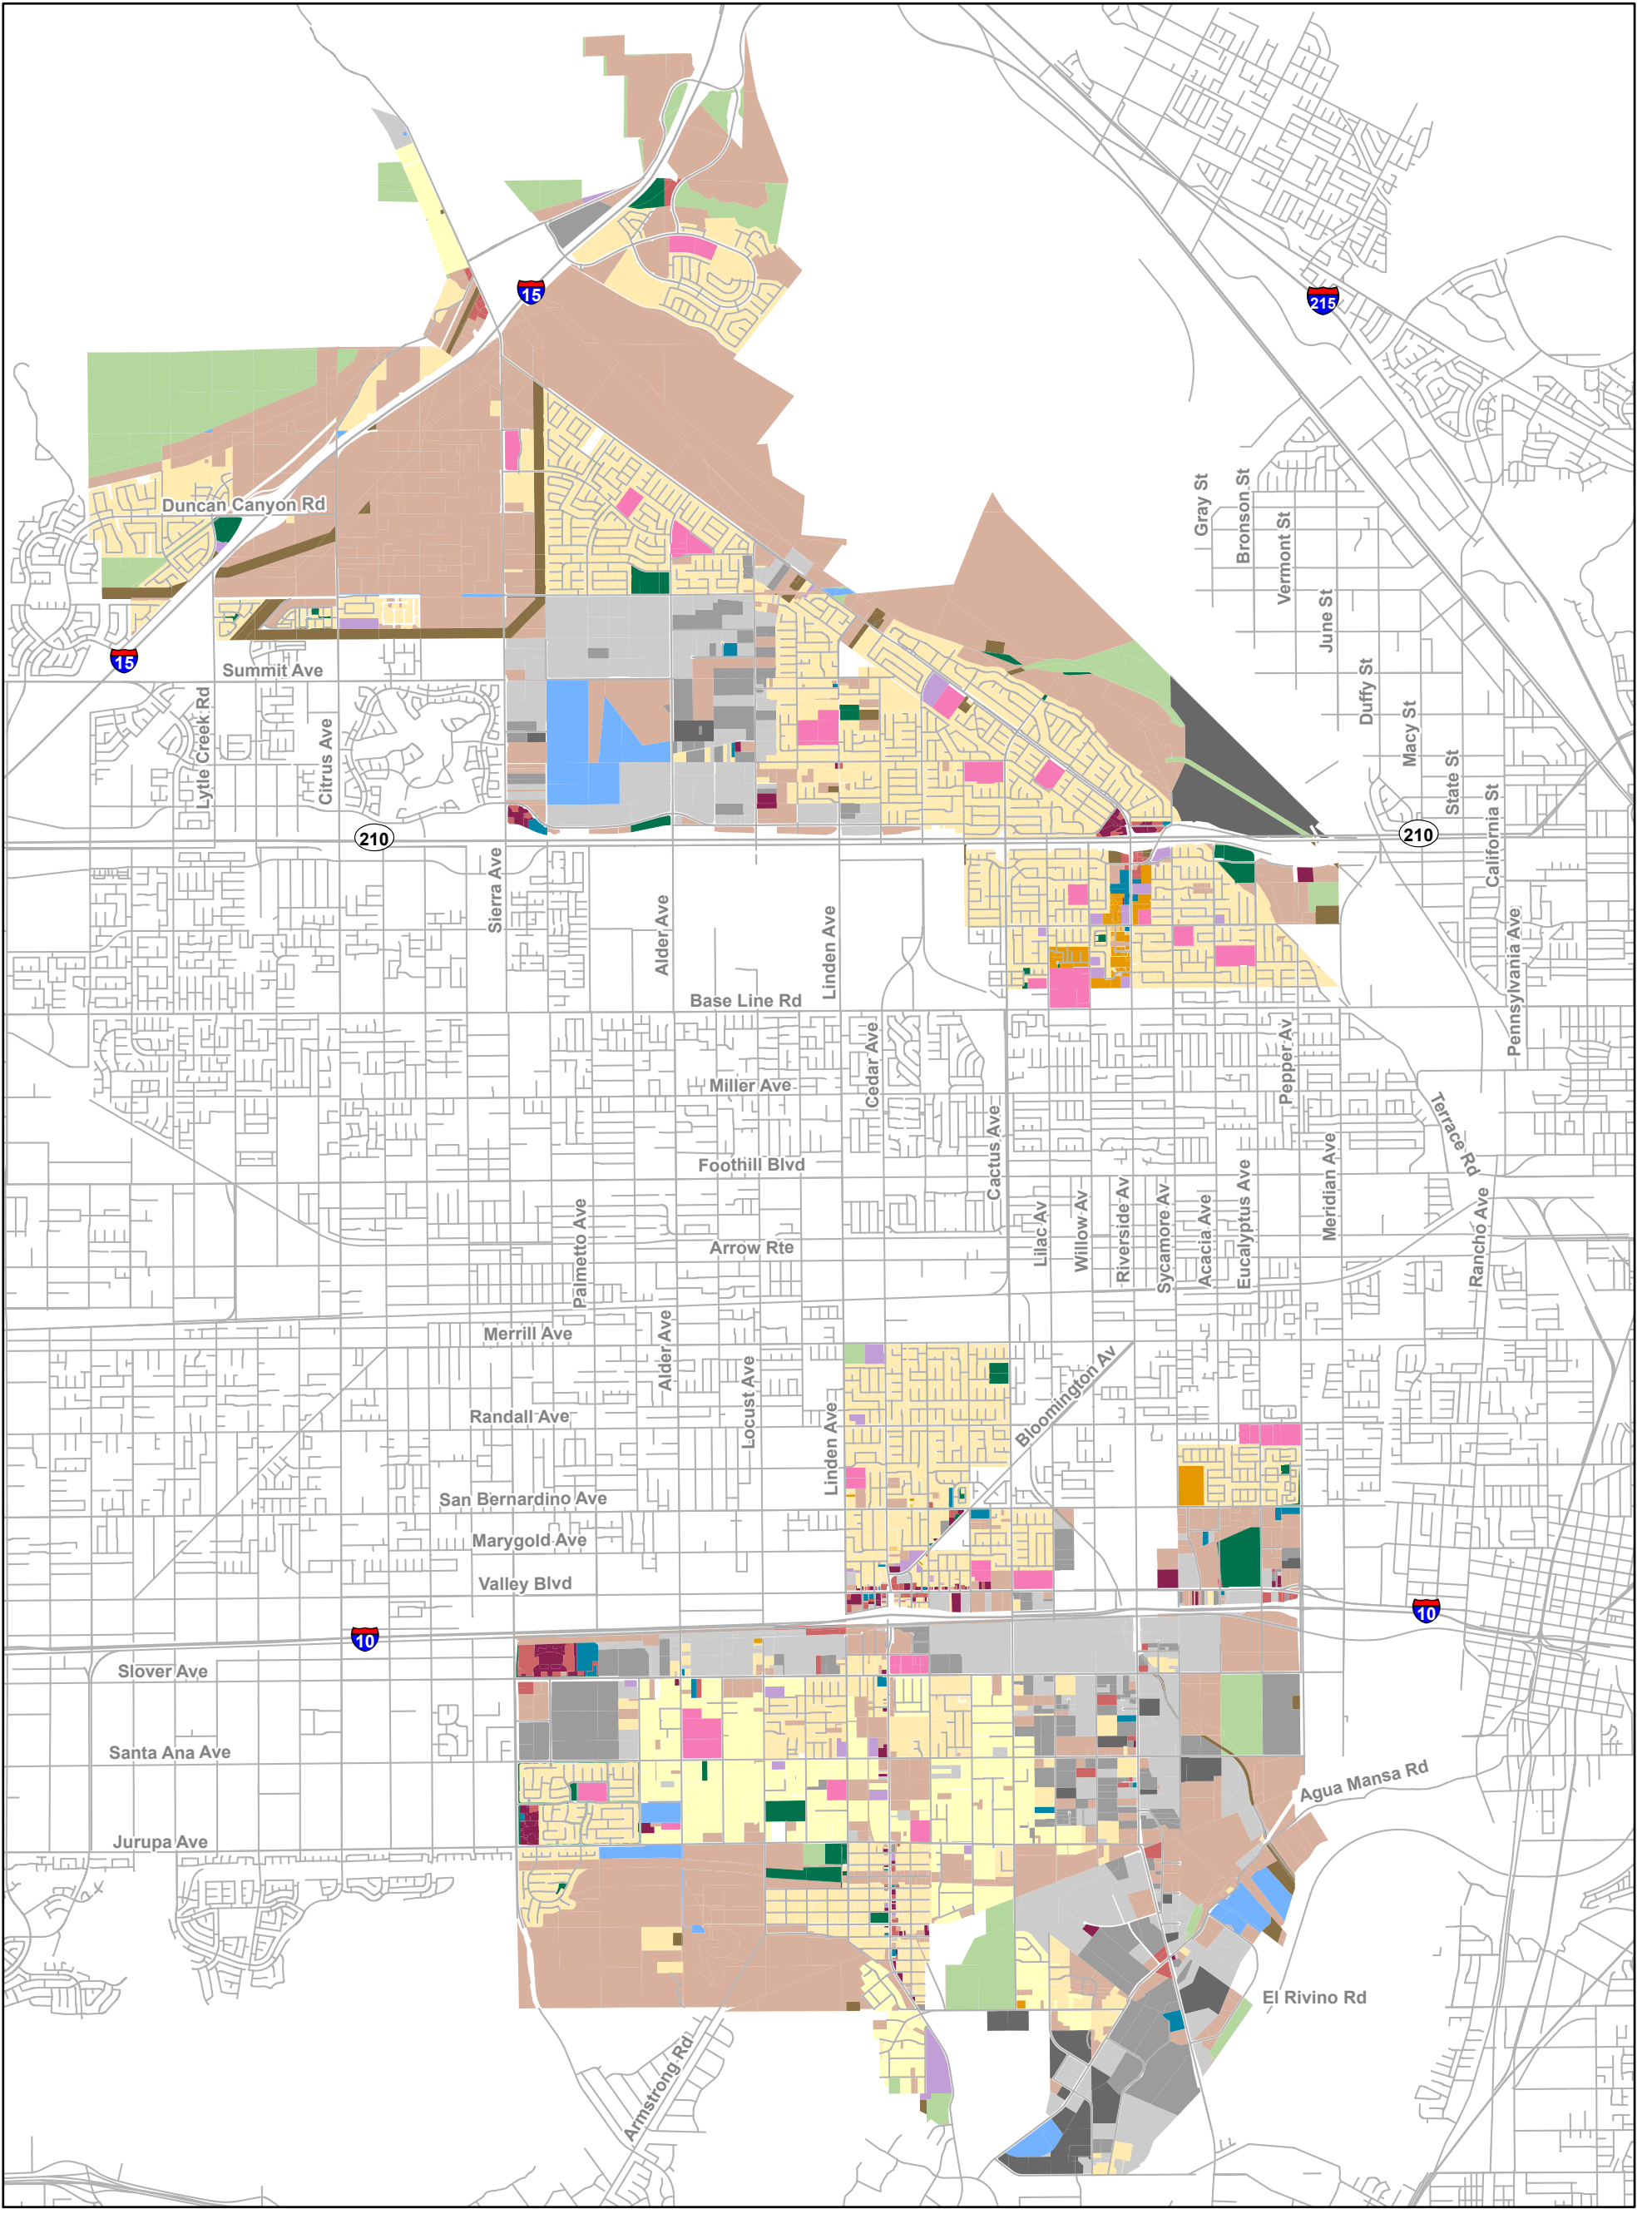 15
215
Duncan Canyon Rd
Gray St
Bronson St
Vermont St
June St
15
Summit Ave
Duffy St
Lytle Creek Rd
Citrus Ave
Macy St
State St
California St
210
210
Sierra Ave
Alder Ave
Linden Ave
Pennsylvania Ave
Base Line Rd
Cedar Ave
Miller Ave
Pepper Av
Terrace Rd
Foothill Blvd
Cactus Ave
Meridian Ave
Lilac Av
Willow Av
Riverside Av
Sycamore Av
Acacia Ave
Eucalyptus Ave
Rancho Ave
Palmetto Ave
Arrow Rte
Merrill Ave
Alder Ave
Locust Ave
Bloomington Av
Randall Ave
Linden Ave
San Bernardino Ave
Marygold Ave
Valley Blvd
10
10
Slover Ave
Santa Ana Ave
Agua Mansa Rd
Jurupa Ave
El Rivino Rd
Armstrong Rd